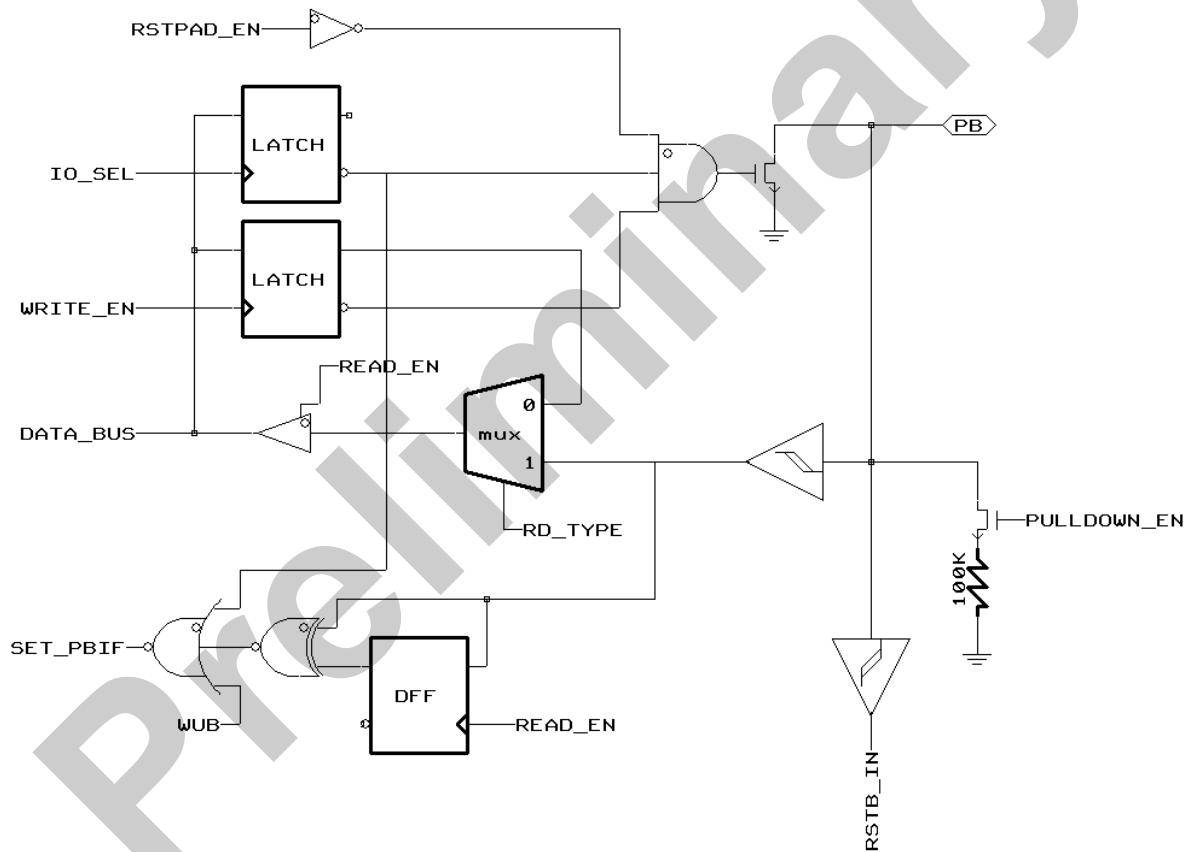 RSTPAD_EN
PB
LATCH
IO_SEL
LATCH
WRITE_EN
READ_EN
0
DATA_BUS
mux
1
PULLDOWN_EN
RD_TYPE
100K
SET_PBIF
DFF
WUB
READ_EN
RSTB_IN
Preliminary